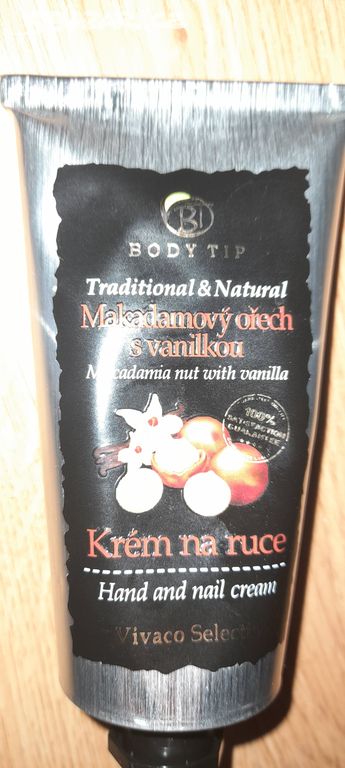 BT
BODY TIP
Traditional & Natural
Makadamový ořech
s vanilkou
Macadamia nut with vanilla
100%
SATISFACTION
GUARANTEE
Krém na ruce
Hand and nail cream
Vivaco